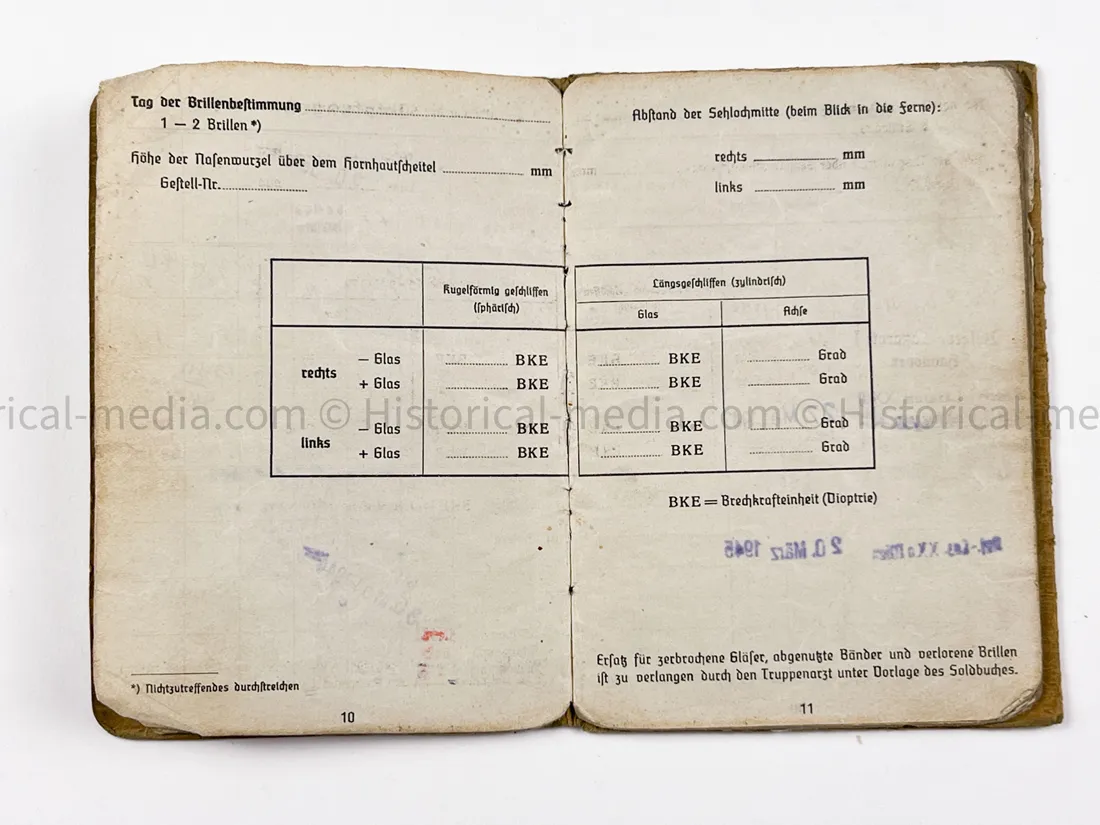 Tag der Brillenbestimmung
1 — 2 Brillen *)
Höhe der Nasenwurzel über dem Hornhautscheitel mm
Gestell-Nr.
Kugelförmig geschliffen
(sphärisch)
rechts
— Glas BKE
+ Glas BKE
links
— Glas BKE
+ Glas BKE
*) Nichtzutreffendes durchstreichen
10
Abstand der Sehlochmitte (beim Blick in die Ferne):
rechts mm
links mm
Längsgeschliffen (zylindrisch)
Glas Achse
BKE Grad
BKE Grad
BKE Grad
BKE Grad
BKE = Brechkrafteinheit (Dioptrie)
20. März 1945
Ersatz für zerbrochene Gläser, abgenutzte Bänder und verlorene Brillen
ist zu verlangen durch den Truppenarzt unter Vorlage des Soldbuches.
11
orical-media.com © Historical-media.com © Historical-me